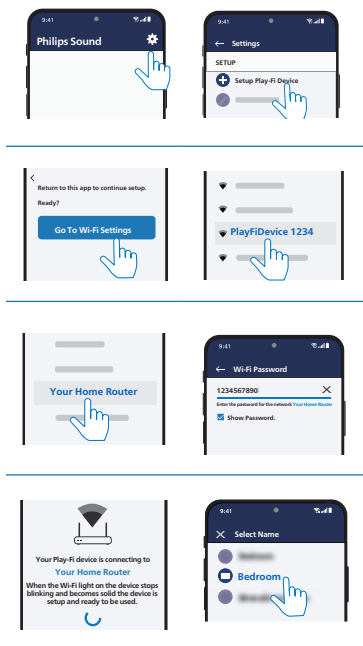 9:41
Philips Sound
9:41
← Settings
SETUP
Setup Play-Fi Device
Return to this app to continue setup.
Ready?
Go To Wi-Fi Settings
PlayFiDevice 1234
Your Home Router
9:41
← Wi-Fi Password
1234567890
Enter the password for the network Your Home Router
Show Password.
Your Play-Fi device is connecting to
Your Home Router
When the Wi-Fi light on the device stops
blinking and becomes solid the device is
setup and ready to be used.
9:41
Select Name
Bedroom